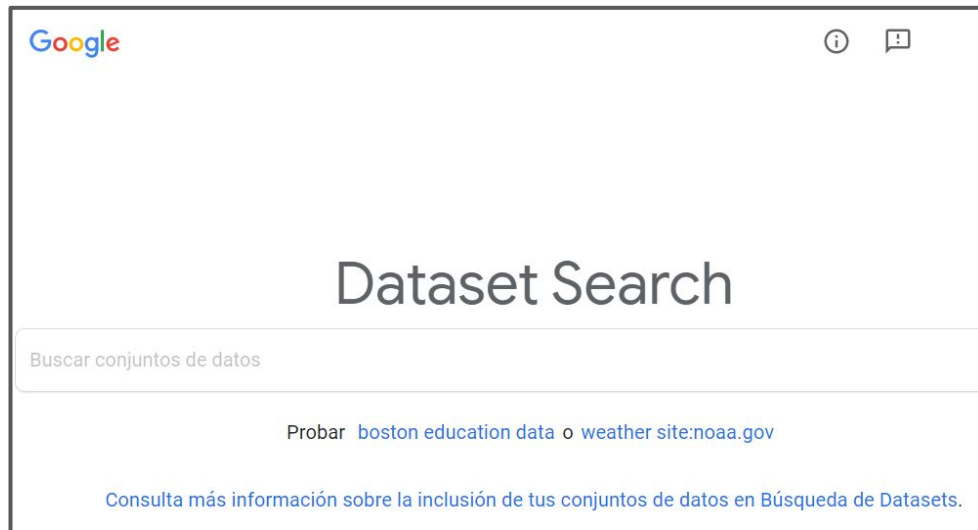 Google
Dataset Search
Buscar conjuntos de datos
Probar boston education data o weather site:noaa.gov
Consulta más información sobre la inclusión de tus conjuntos de datos en Búsqueda de Datasets.